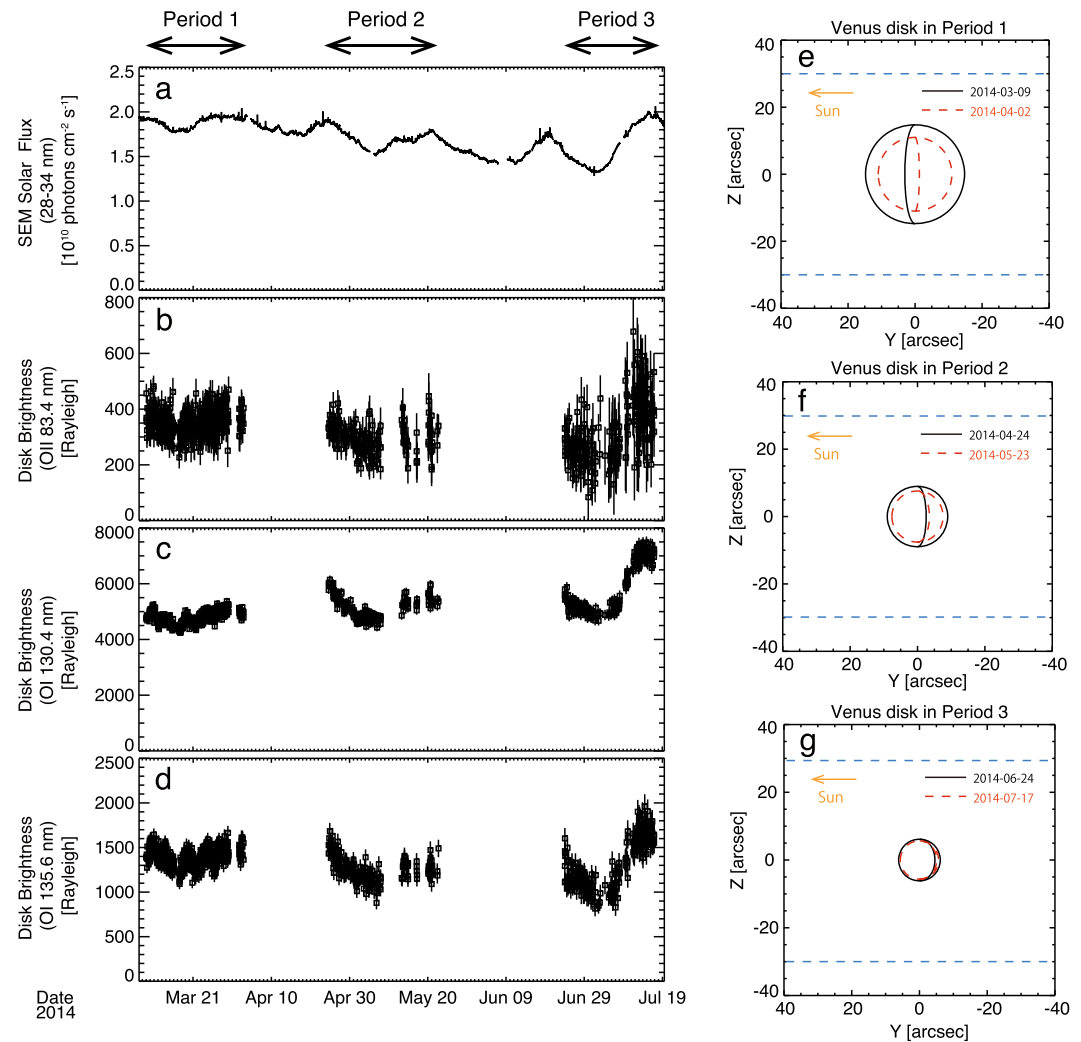 Period 1
Period 2
Period 3
a
SEM Solar Flux
(28-34 nm)
[10¹⁰ photons cm⁻² s⁻¹]
2.5
2.0
1.5
1.0
0.5
0.0
b
Disk Brightness
(OII 83.4 nm)
[Rayleigh]
800
600
400
200
0
c
Disk Brightness
(OI 130.4 nm)
[Rayleigh]
8000
6000
4000
2000
0
d
Disk Brightness
(OI 135.6 nm)
[Rayleigh]
2500
2000
1500
1000
500
0
Date
2014
Mar 21
Apr 10
Apr 30
May 20
Jun 09
Jun 29
Jul 19
Venus disk in Period 1
e
Sun
2014-03-09
2014-04-02
Z [arcsec]
40
20
0
-20
-40
40
20
0
-20
-40
Y [arcsec]
Venus disk in Period 2
f
Sun
2014-04-24
2014-05-23
Z [arcsec]
40
20
0
-20
-40
40
20
0
-20
-40
Y [arcsec]
Venus disk in Period 3
g
Sun
2014-06-24
2014-07-17
Z [arcsec]
40
20
0
-20
-40
40
20
0
-20
-40
Y [arcsec]